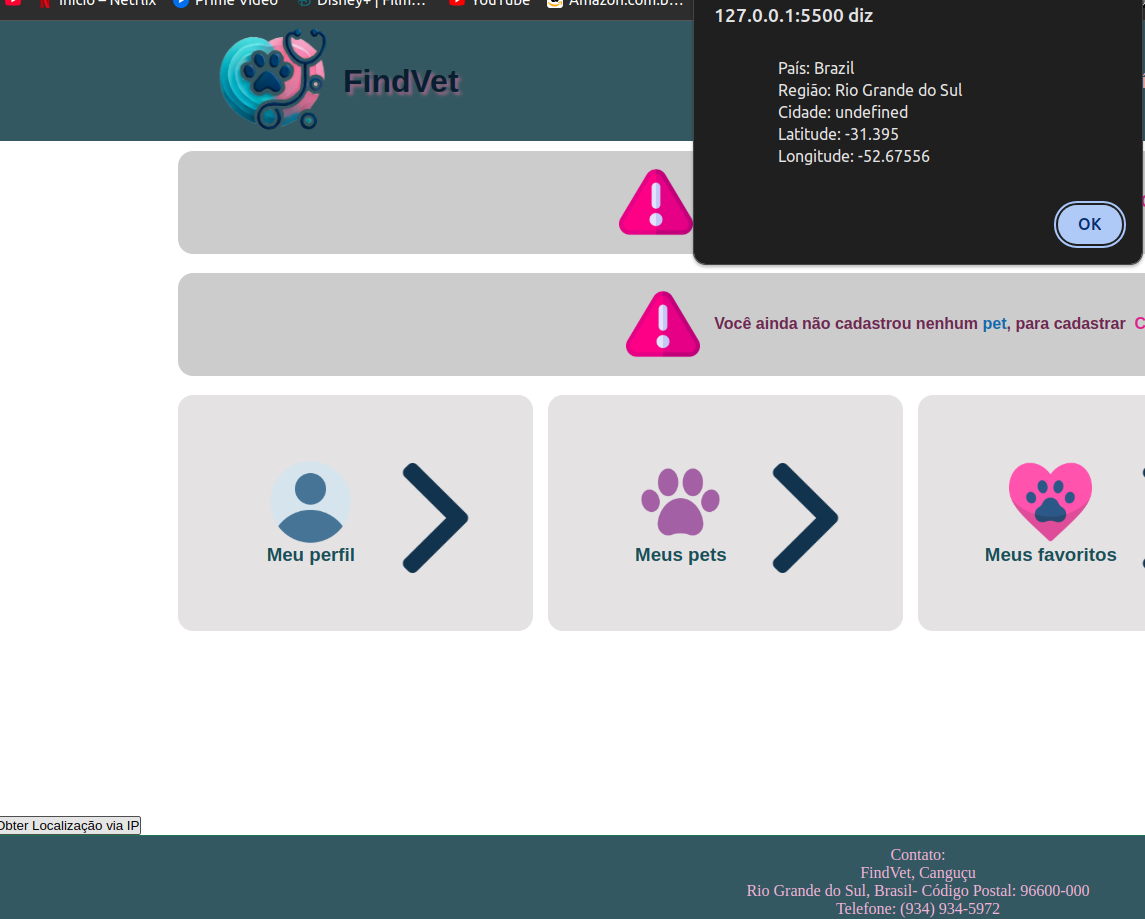 Início – Netflix
Prime Video
Disney+ | Film…
YouTube
Amazon.com.b…
127.0.0.1:5500 diz
País: Brazil
Região: Rio Grande do Sul
Cidade: undefined
Latitude: -31.395
Longitude: -52.67556
OK
FindVet
Você ainda não cadastrou nenhum pet, para cadastrar C
Meu perfil
Meus pets
Meus favoritos
Obter Localização via IP
Contato:
FindVet, Canguçu
Rio Grande do Sul, Brasil- Código Postal: 96600-000
Telefone: (934) 934-5972